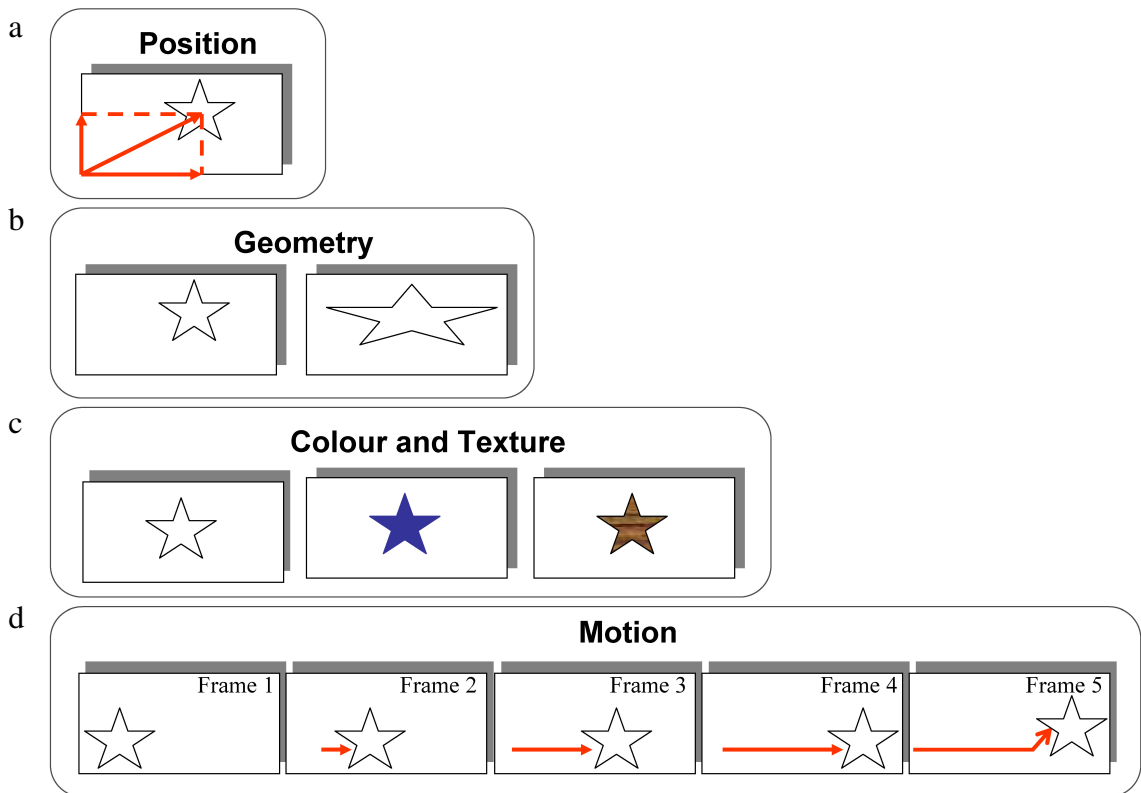 a
Position
b
Geometry
c
Colour and Texture
d
Motion
Frame 1
Frame 2
Frame 3
Frame 4
Frame 5